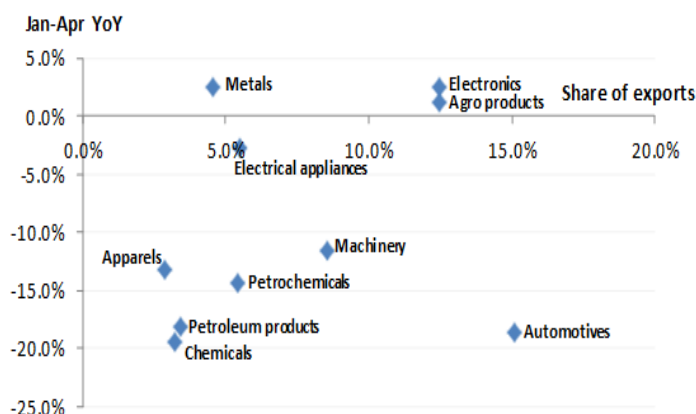 Jan-Apr YoY
5.0%
Metals
Electronics
Share of exports
Agro products
0.0%
0.0% 5.0% 10.0% 15.0% 20.0%
Electrical appliances
-5.0%
-10.0%
Machinery
Apparels
Petrochemicals
-15.0%
Petroleum products
Automotives
-20.0%
Chemicals
-25.0%